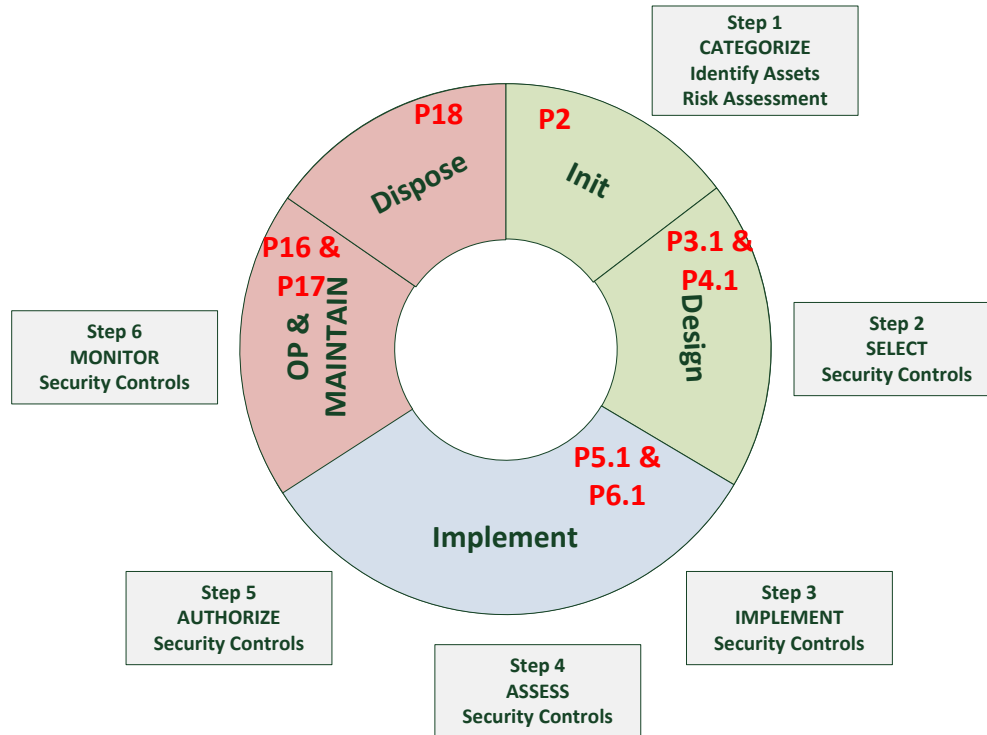 Step 1
CATEGORIZE
Identify Assets
Risk Assessment
P18
Dispose
P2
Init
P3.1 &
P4.1
Design
P16 &
P17
OP &
MAINTAIN
Step 2
SELECT
Security Controls
Step 6
MONITOR
Security Controls
P5.1 &
P6.1
Implement
Step 5
AUTHORIZE
Security Controls
Step 3
IMPLEMENT
Security Controls
Step 4
ASSESS
Security Controls